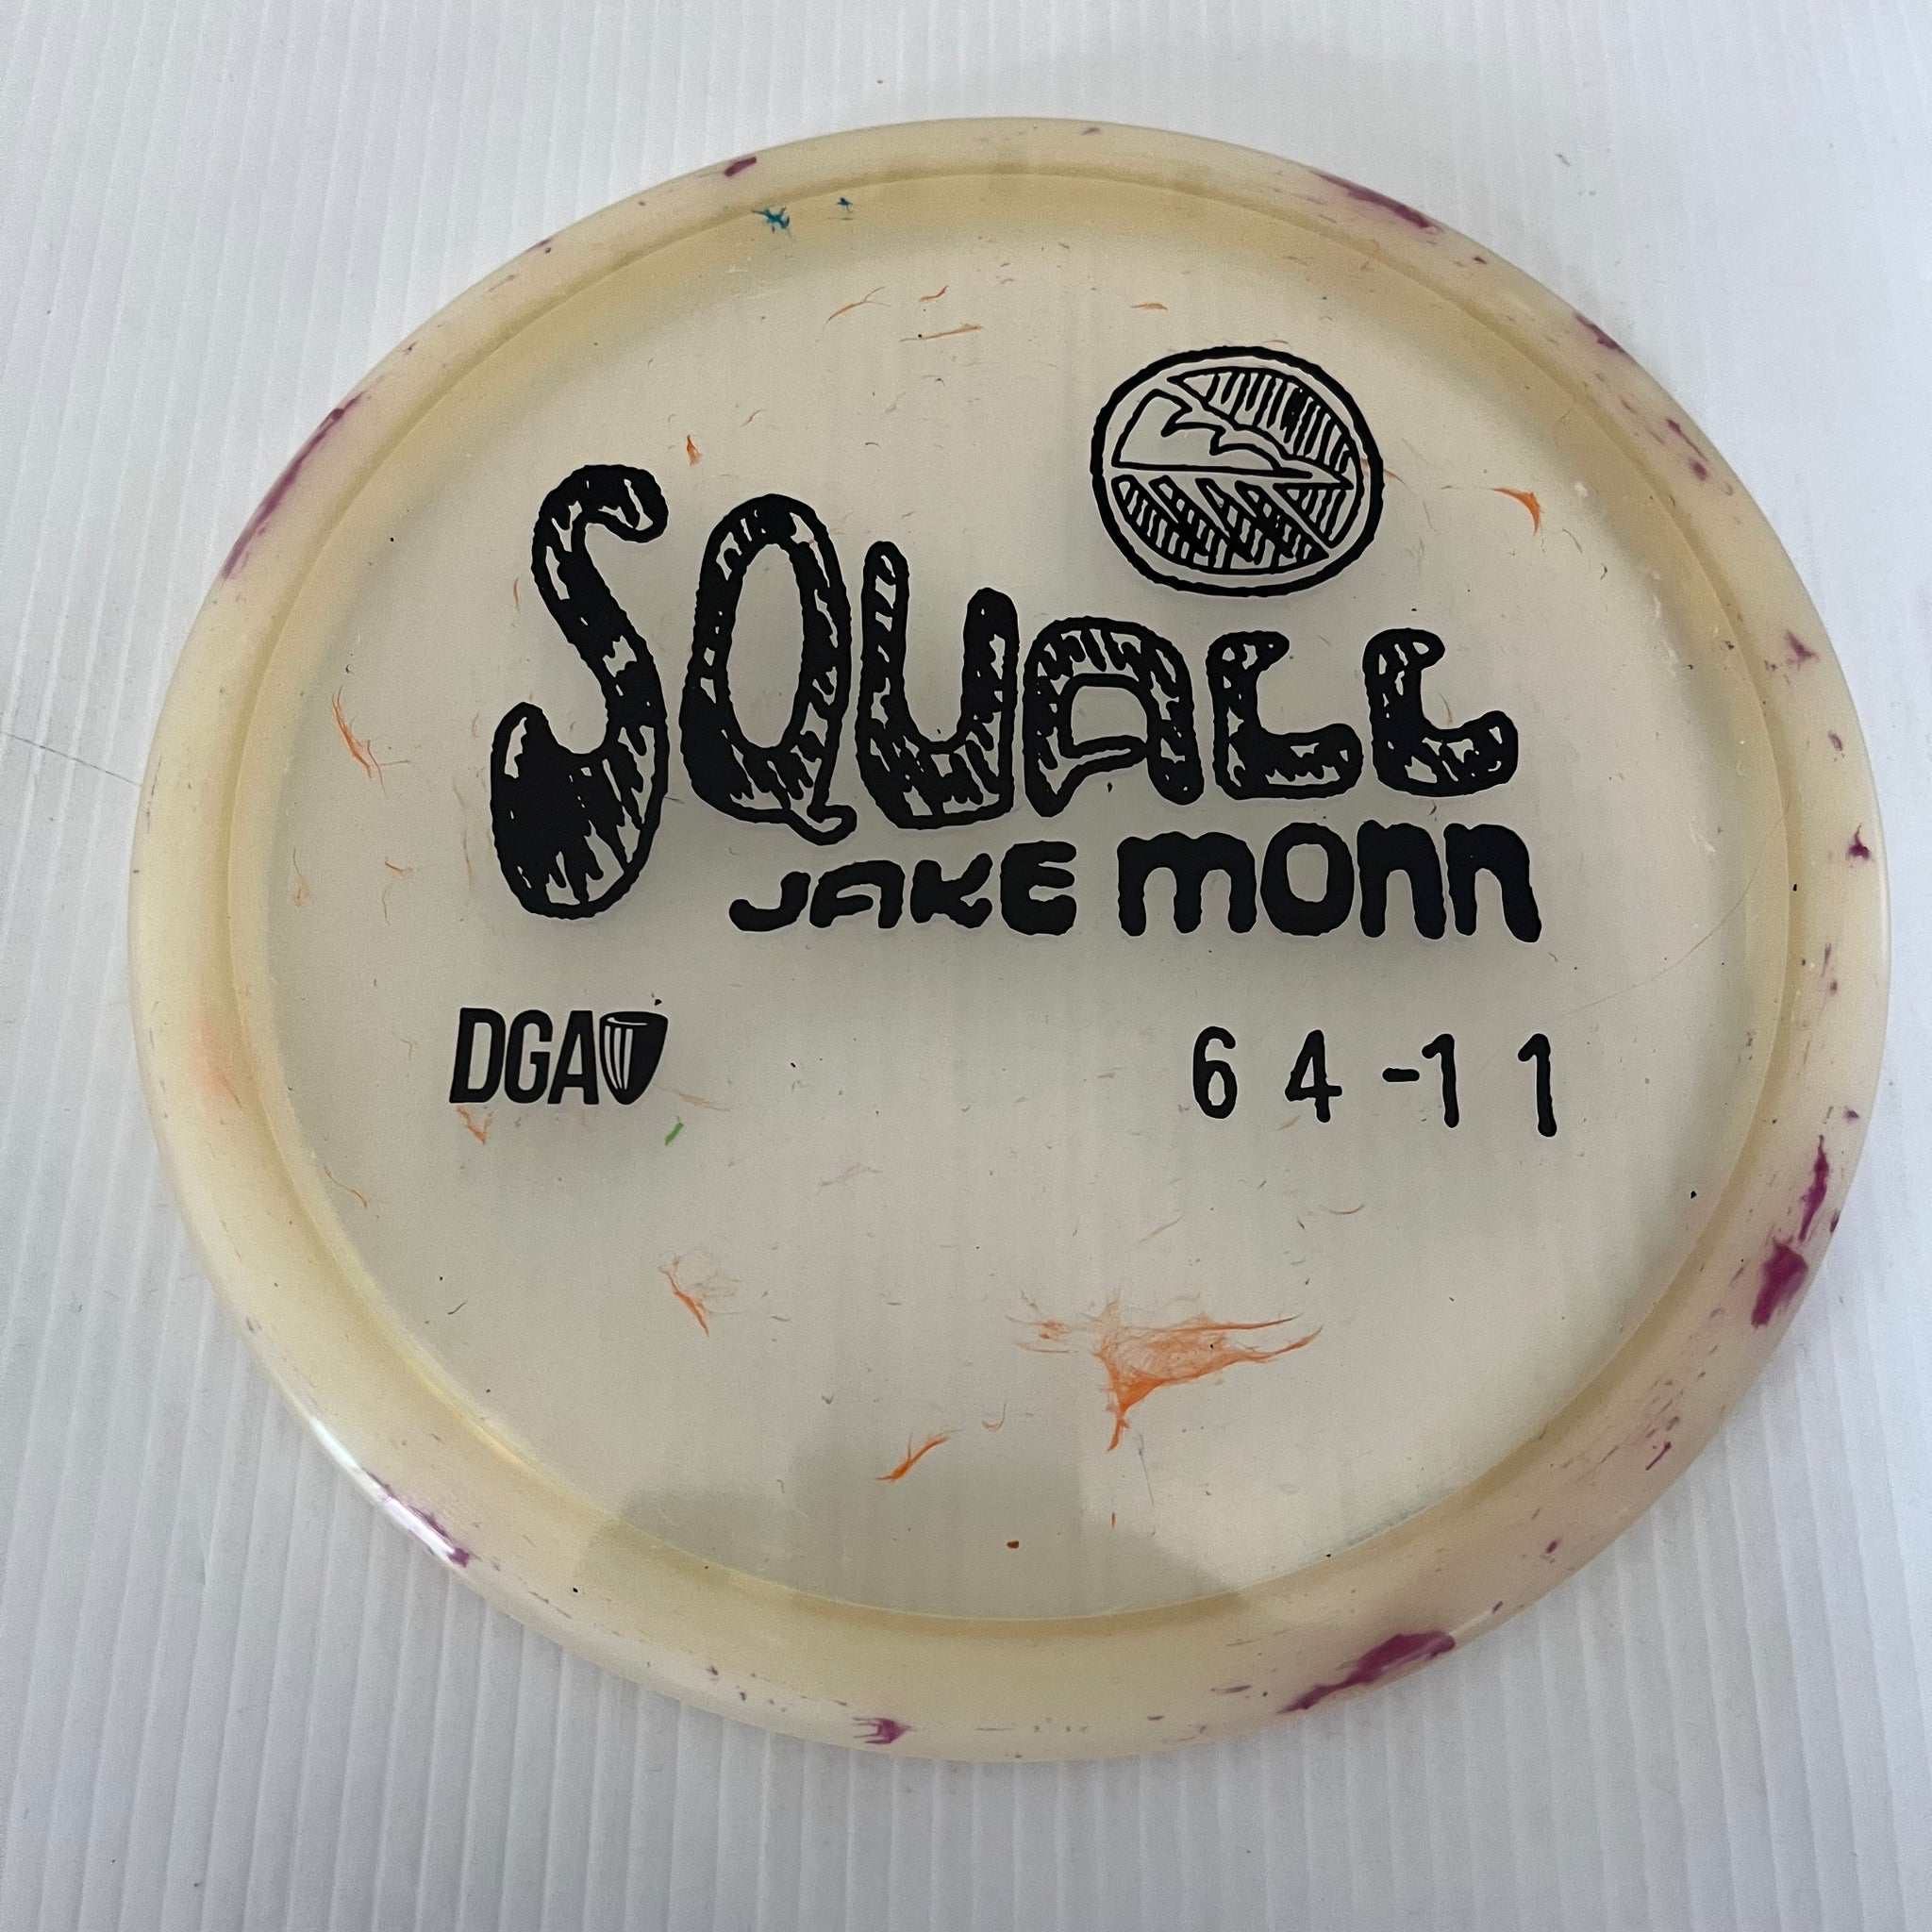 SQUALL
JAKE MONN
DGA
6 4 -1 1